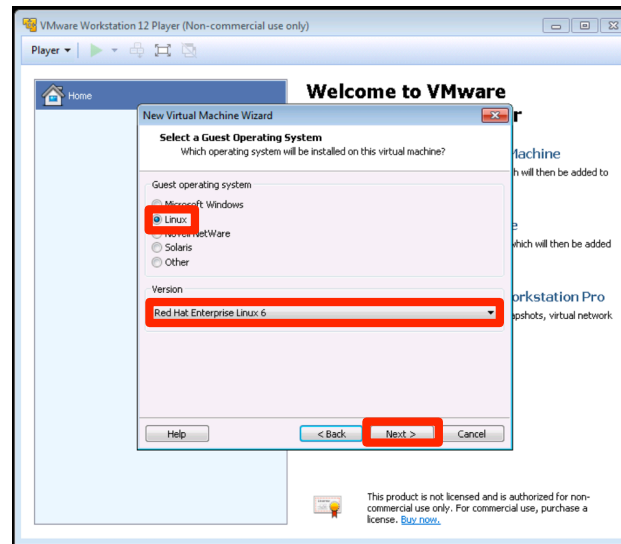 VMware Workstation 12 Player (Non-commercial use only)
Player
Home
Welcome to VMware
r
New Virtual Machine Wizard
Select a Guest Operating System
Which operating system will be installed on this virtual machine?
Machine
h will then be added to
Guest operating system
Microsoft Windows
Linux
Novell NetWare
Solaris
Other
e
which will then be added
Version
Red Hat Enterprise Linux 6
orkstation Pro
apshots, virtual network
Help
< Back
Next >
Cancel
This product is not licensed and is authorized for non-
commercial use only. For commercial use, purchase a
license. Buy now.